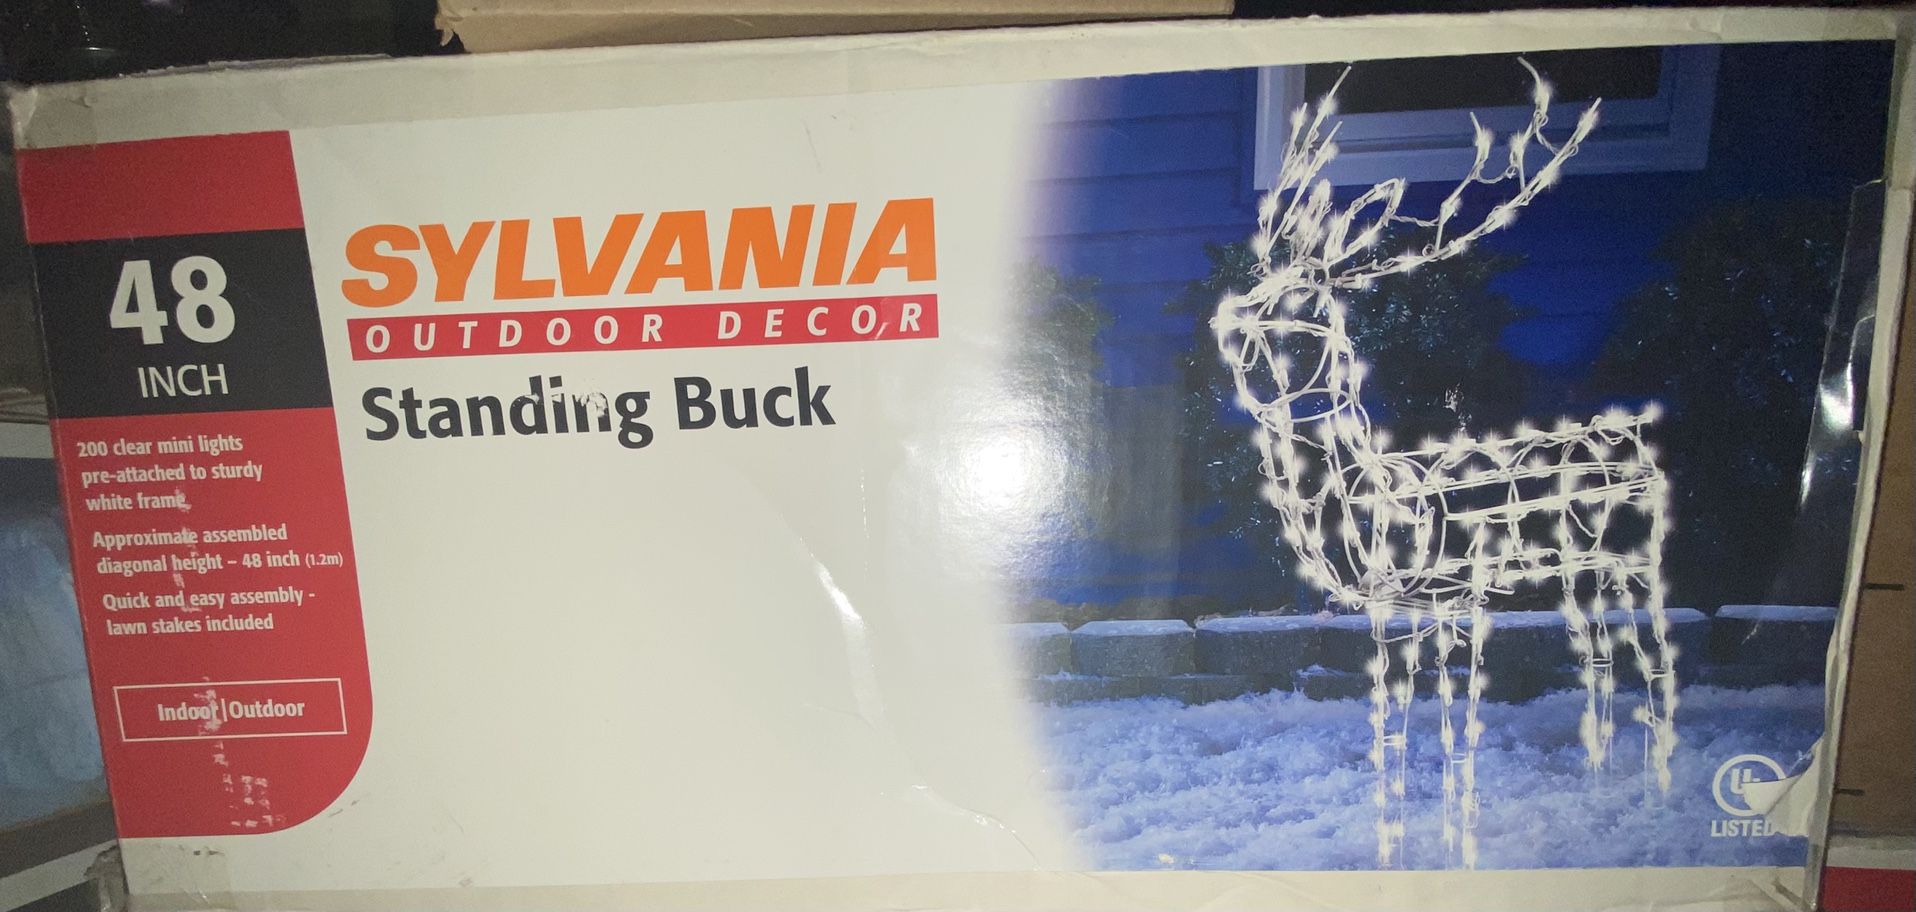 48
INCH
200 clear mini lights
pre-attached to sturdy
white frame
Approximate assembled
diagonal height – 48 inch (1.2m)
Quick and easy assembly -
lawn stakes included
Indoor|Outdoor
SYLVANIA
OUTDOOR DECOR
Standing Buck
UL
LISTED